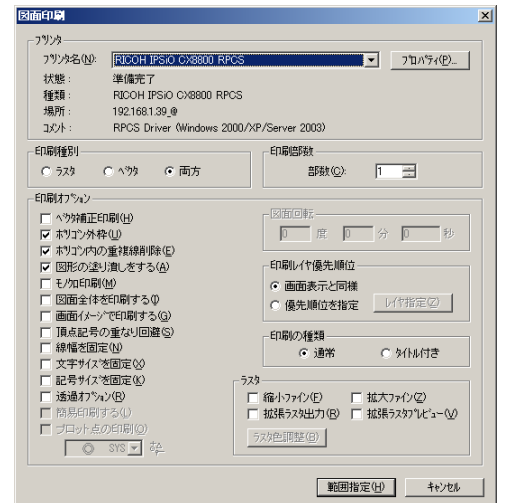 図面印刷
プリンタ
プリンタ名(N): RICOH IPSiO CX8800 RPCS プロパティ(P)...
状態: 準備完了
種類: RICOH IPSiO CX8800 RPCS
場所: 192.168.1.39_@
コメント: RPCS Driver (Windows 2000/XP/Server 2003)
印刷種別
ラスタ ベクタ 両方
印刷部数
部数(C): 1
印刷オプション
ベクタ補正印刷(H)
ポリゴン外枠(U)
ポリゴン内の重複線削除(E)
図形の塗り潰しをする(A)
モノクロ印刷(M)
図面全体を印刷する(I)
画面イメージで印刷する(G)
頂点記号の重なり回避(S)
線幅を固定(N)
文字サイズを固定(X)
記号サイズを固定(K)
透過オプション(R)
簡易印刷する(L)
プロット点の印刷(O)
SYS
図面回転
0 度 0 分 0 秒
印刷レイヤ優先順位
画面表示と同様
優先順位を指定 レイヤ指定(Z)
印刷の種類
通常 タイトル付き
ラスタ
縮小ファイン(F) 拡大ファイン(Z)
拡張ラスタ出力(R) 拡張ラスタプレビュー(V)
ラスタ色調整(B)
範囲指定(H) キャンセル